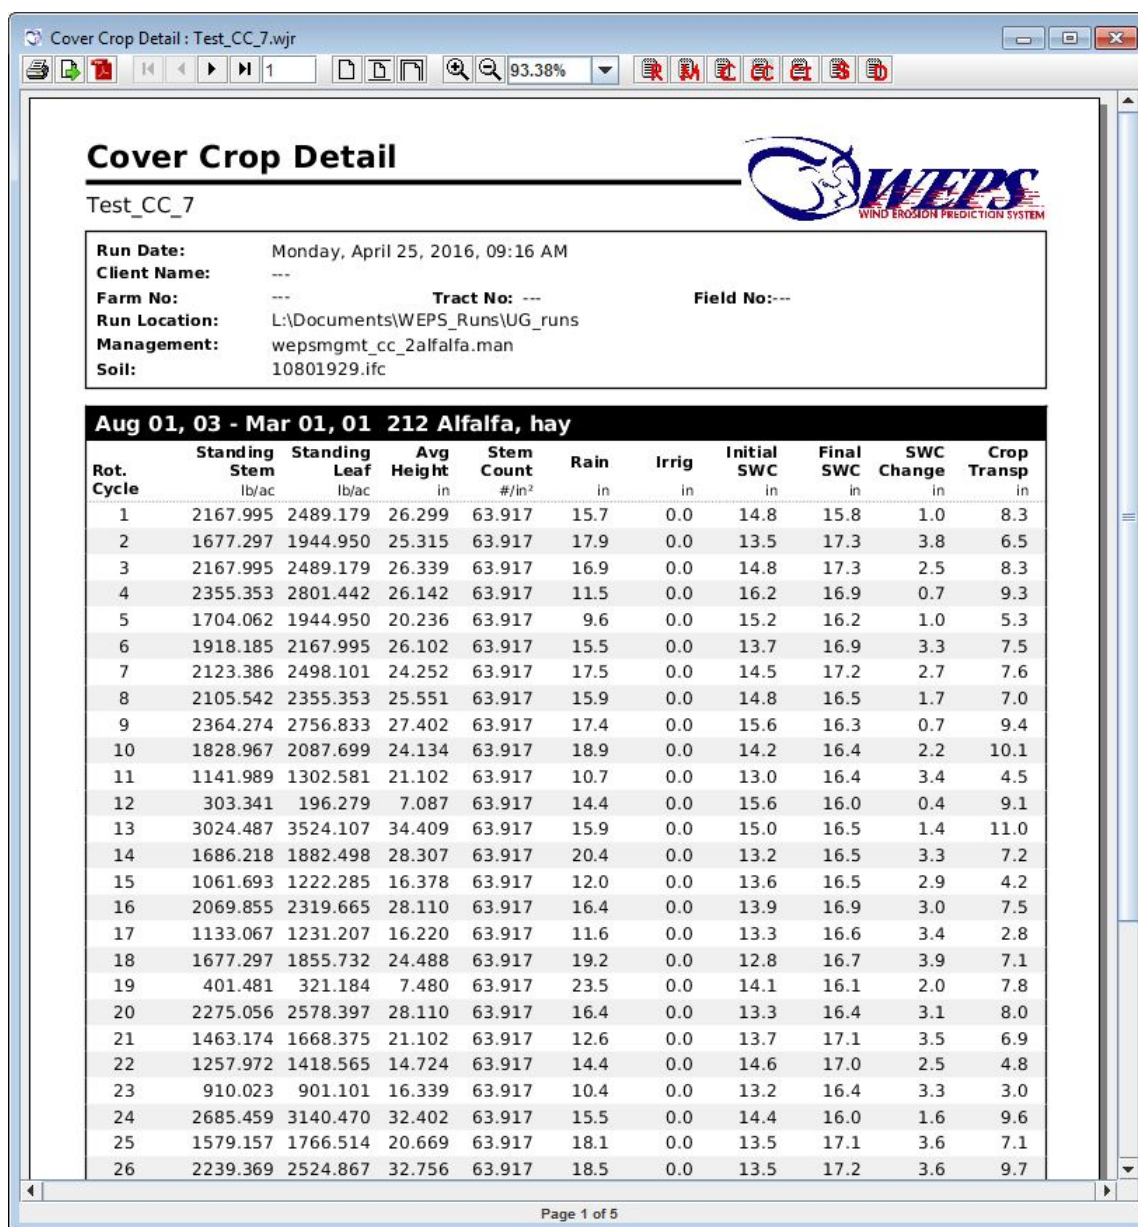 Cover Crop Detail : Test_CC_7.wjr
1 93.38% R M C CC CI S D
Cover Crop Detail
WEPS
WIND EROSION PREDICTION SYSTEM
Test_CC_7
Run Date: Monday, April 25, 2016, 09:16 AM
Client Name: ---
Farm No: --- Tract No: --- Field No:---
Run Location: L:\Documents\WEPS_Runs\UG_runs
Management: wepsmgmt_cc_2alfalfa.man
Soil: 10801929.ifc
Aug 01, 03 - Mar 01, 01 212 Alfalfa, hay
Rot. Cycle Standing Stem Standing Leaf Avg Height Stem Count Rain Irrig Initial SWC Final SWC SWC Change Crop Transp
lb/ac lb/ac in #/in² in in in in in in
1 2167.995 2489.179 26.299 63.917 15.7 0.0 14.8 15.8 1.0 8.3
2 1677.297 1944.950 25.315 63.917 17.9 0.0 13.5 17.3 3.8 6.5
3 2167.995 2489.179 26.339 63.917 16.9 0.0 14.8 17.3 2.5 8.3
4 2355.353 2801.442 26.142 63.917 11.5 0.0 16.2 16.9 0.7 9.3
5 1704.062 1944.950 20.236 63.917 9.6 0.0 15.2 16.2 1.0 5.3
6 1918.185 2167.995 26.102 63.917 15.5 0.0 13.7 16.9 3.3 7.5
7 2123.386 2498.101 24.252 63.917 17.5 0.0 14.5 17.2 2.7 7.6
8 2105.542 2355.353 25.551 63.917 15.9 0.0 14.8 16.5 1.7 7.0
9 2364.274 2756.833 27.402 63.917 17.4 0.0 15.6 16.3 0.7 9.4
10 1828.967 2087.699 24.134 63.917 18.9 0.0 14.2 16.4 2.2 10.1
11 1141.989 1302.581 21.102 63.917 10.7 0.0 13.0 16.4 3.4 4.5
12 303.341 196.279 7.087 63.917 14.4 0.0 15.6 16.0 0.4 9.1
13 3024.487 3524.107 34.409 63.917 15.9 0.0 15.0 16.5 1.4 11.0
14 1686.218 1882.498 28.307 63.917 20.4 0.0 13.2 16.5 3.3 7.2
15 1061.693 1222.285 16.378 63.917 12.0 0.0 13.6 16.5 2.9 4.2
16 2069.855 2319.665 28.110 63.917 16.4 0.0 13.9 16.9 3.0 7.5
17 1133.067 1231.207 16.220 63.917 11.6 0.0 13.3 16.6 3.4 2.8
18 1677.297 1855.732 24.488 63.917 19.2 0.0 12.8 16.7 3.9 7.1
19 401.481 321.184 7.480 63.917 23.5 0.0 14.1 16.1 2.0 7.8
20 2275.056 2578.397 28.110 63.917 16.4 0.0 13.3 16.4 3.1 8.0
21 1463.174 1668.375 21.102 63.917 12.6 0.0 13.7 17.1 3.5 6.9
22 1257.972 1418.565 14.724 63.917 14.4 0.0 14.6 17.0 2.5 4.8
23 910.023 901.101 16.339 63.917 10.4 0.0 13.2 16.4 3.3 3.0
24 2685.459 3140.470 32.402 63.917 15.5 0.0 14.4 16.0 1.6 9.6
25 1579.157 1766.514 20.669 63.917 18.1 0.0 13.5 17.1 3.6 7.1
26 2239.369 2524.867 32.756 63.917 18.5 0.0 13.5 17.2 3.6 9.7
Page 1 of 5